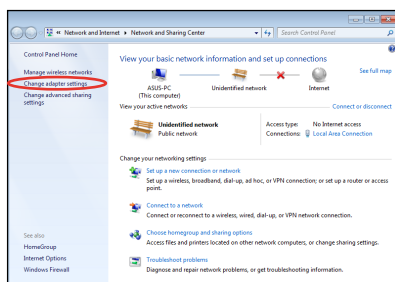 Network and Internet ▸ Network and Sharing Center
Search Control Panel
Control Panel Home
Manage wireless networks
Change adapter settings
Change advanced sharing
settings
See also
HomeGroup
Internet Options
Windows Firewall
View your basic network information and set up connections
See full map
ASUS-PC
(This computer)
Unidentified network
Internet
View your active networks
Connect or disconnect
Unidentified network
Public network
Access type: No Internet access
Connections: Local Area Connection
Change your networking settings
Set up a new connection or network
Set up a wireless, broadband, dial-up, ad hoc, or VPN connection; or set up a router or access
point.
Connect to a network
Connect or reconnect to a wireless, wired, dial-up, or VPN network connection.
Choose homegroup and sharing options
Access files and printers located on other network computers, or change sharing settings.
Troubleshoot problems
Diagnose and repair network problems, or get troubleshooting information.